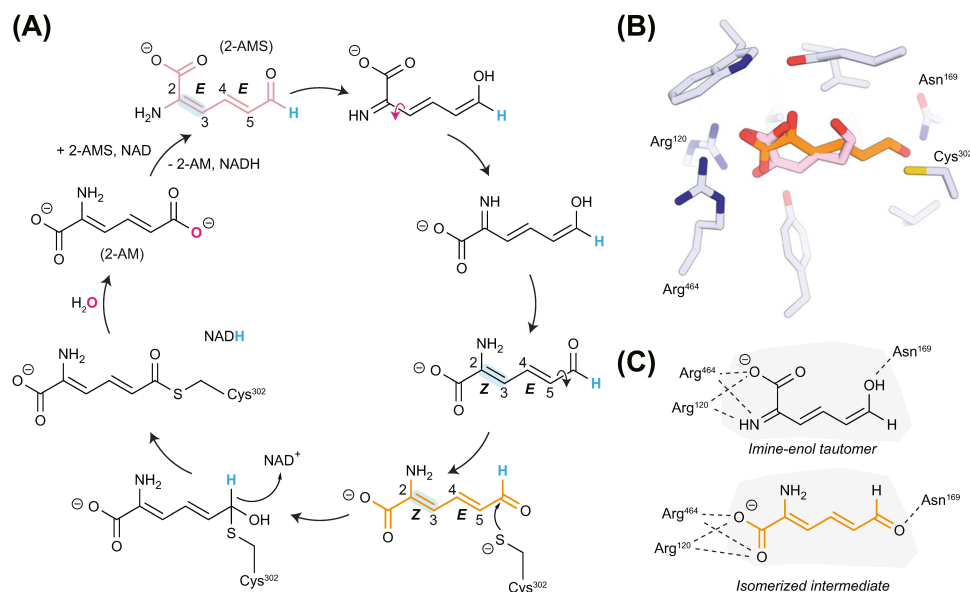 (A)
(2-AMS)
⊖
O
O
O
2
E
4
E
H₂N
3
5
H
⊖
O
O
OH
HN
H
+ 2-AMS, NAD
- 2-AM, NADH
NH₂
O ⊖
⊖ O
O
O
(2-AM)
NH
OH
⊖ O
O
H
H₂O
NADH
NH₂
O
⊖ O
S
O
Cys³⁰²
NH₂
O
2
4
⊖ O
Z
3
E
5
H
O
NAD⁺
NH₂
H
⊖ O
OH
O
S
Cys³⁰²
NH₂
H
2
4
⊖ O
Z
3
E
5
O
O
S
⊖
Cys³⁰²
(B)
Asn¹⁶⁹
Arg¹²⁰
Cys³⁰²
Arg⁴⁶⁴
(C)
Asn¹⁶⁹
⊖
O
O
OH
Arg⁴⁶⁴
Arg¹²⁰
HN
H
Imine-enol tautomer
NH₂
H
Asn¹⁶⁹
Arg⁴⁶⁴
⊖
O
O
Arg¹²⁰
O
Isomerized intermediate